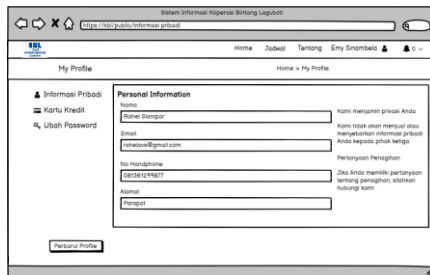 Sistem Informasi Koperasi Bintang Laguboti
https://kbl/public/informasi pribadi
KBL
Home Jadwal Tentang Emy Sinambela 0
My Profile
Home > My Profile
Informasi Pribadi
Kartu Kredit
Ubah Password
Personal Information
Nama
Rahel Sianipar
Email
rahelove@gmail.com
No Handphone
081361299877
Alamat
Parapat
Kami menjamin privasi Anda
Kami tidak akan menjual atau
menyebarkan informasi pribadi
Anda kepada pihak ketiga.
Pertanyaan Penagihan
Jika Anda memiliki pertanyaan
tentang penagihan, silahkan
hubungi kami
Perbarui Profile